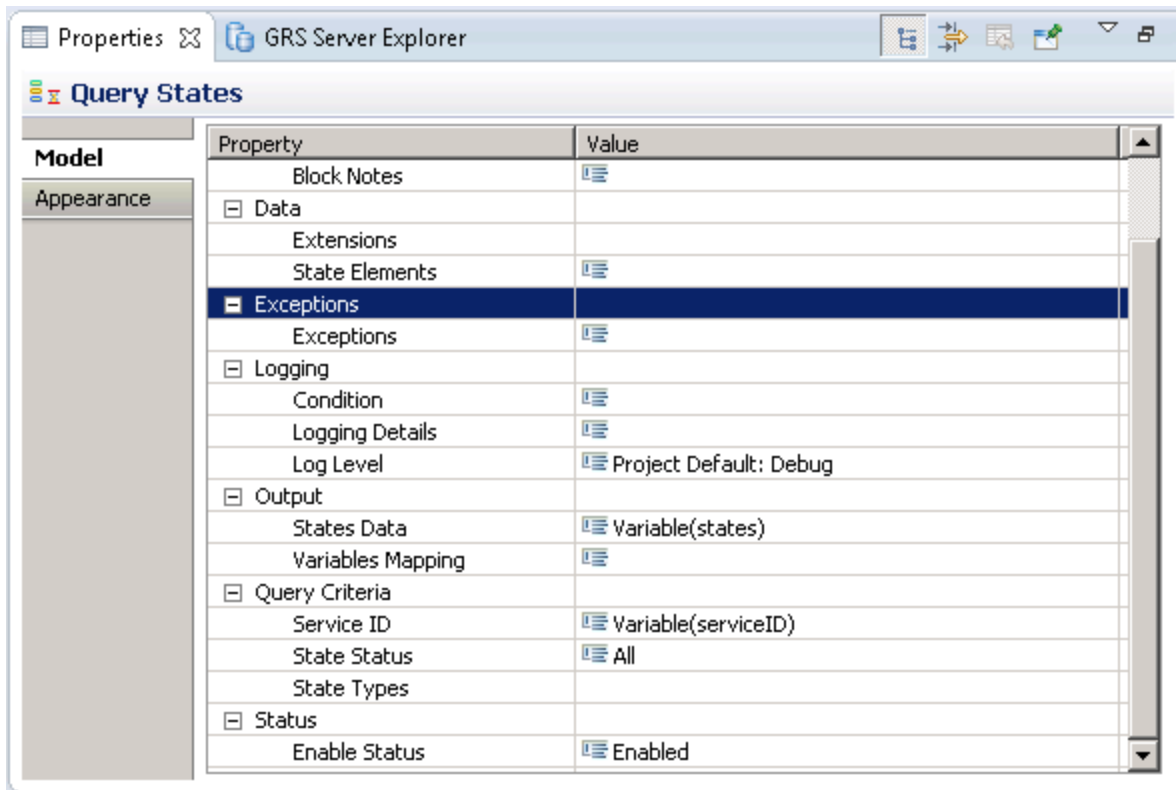 Properties GRS Server Explorer
Query States
Model
Appearance
Property Value
Block Notes
Data
Extensions
State Elements
Exceptions
Exceptions
Logging
Condition
Logging Details
Log Level Project Default: Debug
Output
States Data Variable(states)
Variables Mapping
Query Criteria
Service ID Variable(serviceID)
State Status All
State Types
Status
Enable Status Enabled